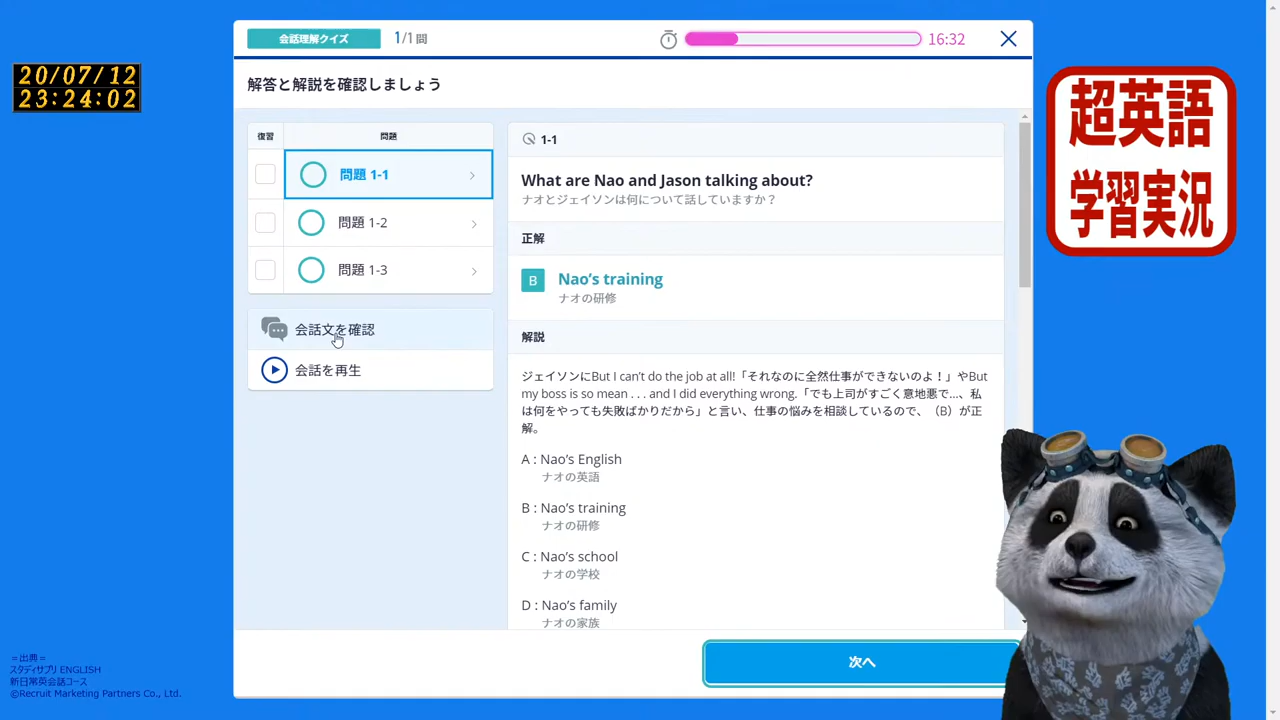 20/07/12
23:24:02
会話理解クイズ
1/1問
16:32
解答と解説を確認しましょう
復習
問題
問題 1-1
問題 1-2
問題 1-3
会話文を確認
会話を再生
1-1
What are Nao and Jason talking about?
ナオとジェイソンは何について話していますか？
正解
B
Nao's training
ナオの研修
解説
ジェイソンにBut I can't do the job at all!「それなのに全然仕事ができないのよ！」やBut
my boss is so mean . . . and I did everything wrong.「でも上司がすごく意地悪で…、私
は何をやっても失敗ばかりだから」と言い、仕事の悩みを相談しているので、（B）が正
解。
A : Nao's English
ナオの英語
B : Nao's training
ナオの研修
C : Nao's school
ナオの学校
D : Nao's family
ナオの家族
次へ
超英語
学習実況
＝出典＝
スタディサプリ ENGLISH
新日常英会話コース
©Recruit Marketing Partners Co., Ltd.